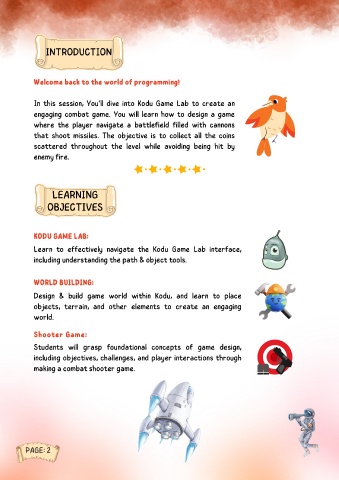 INTRODUCTION
Welcome back to the world of programming!
In this session, You'll dive into Kodu Game Lab to create an
engaging combat game. You will learn how to design a game
where the player navigate a battlefield filled with cannons
that shoot missiles. The objective is to collect all the coins
scattered throughout the level while avoiding being hit by
enemy fire.
LEARNING
OBJECTIVES
KODU GAME LAB:
Learn to effectively navigate the Kodu Game Lab interface,
including understanding the path & object tools.
WORLD BUILDING:
Design & build game world within Kodu, and learn to place
objects, terrain, and other elements to create an engaging
world.
Shooter Game:
Students will grasp foundational concepts of game design,
including objectives, challenges, and player interactions through
making a combat shooter game.
PAGE: 2